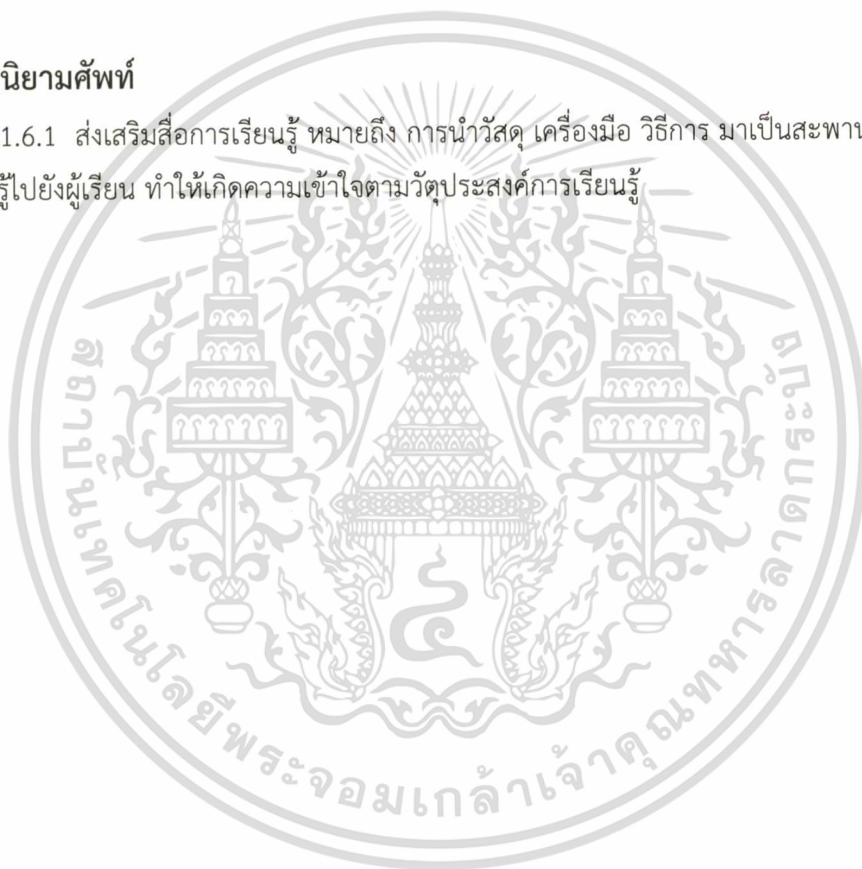 นิยามศัพท์
1.6.1 ส่งเสริมสื่อการเรียนรู้ หมายถึง การนำวัสดุ เครื่องมือ วิธีการ มาเป็นสะพาน
รู้ไปยังผู้เรียน ทำให้เกิดความเข้าใจตามวัตุประสงค์การเรียนรู้
สถาบันเทคโนโลยีพระจอมเกล้าเจ้าคุณทหารลาดกระบัง
๔